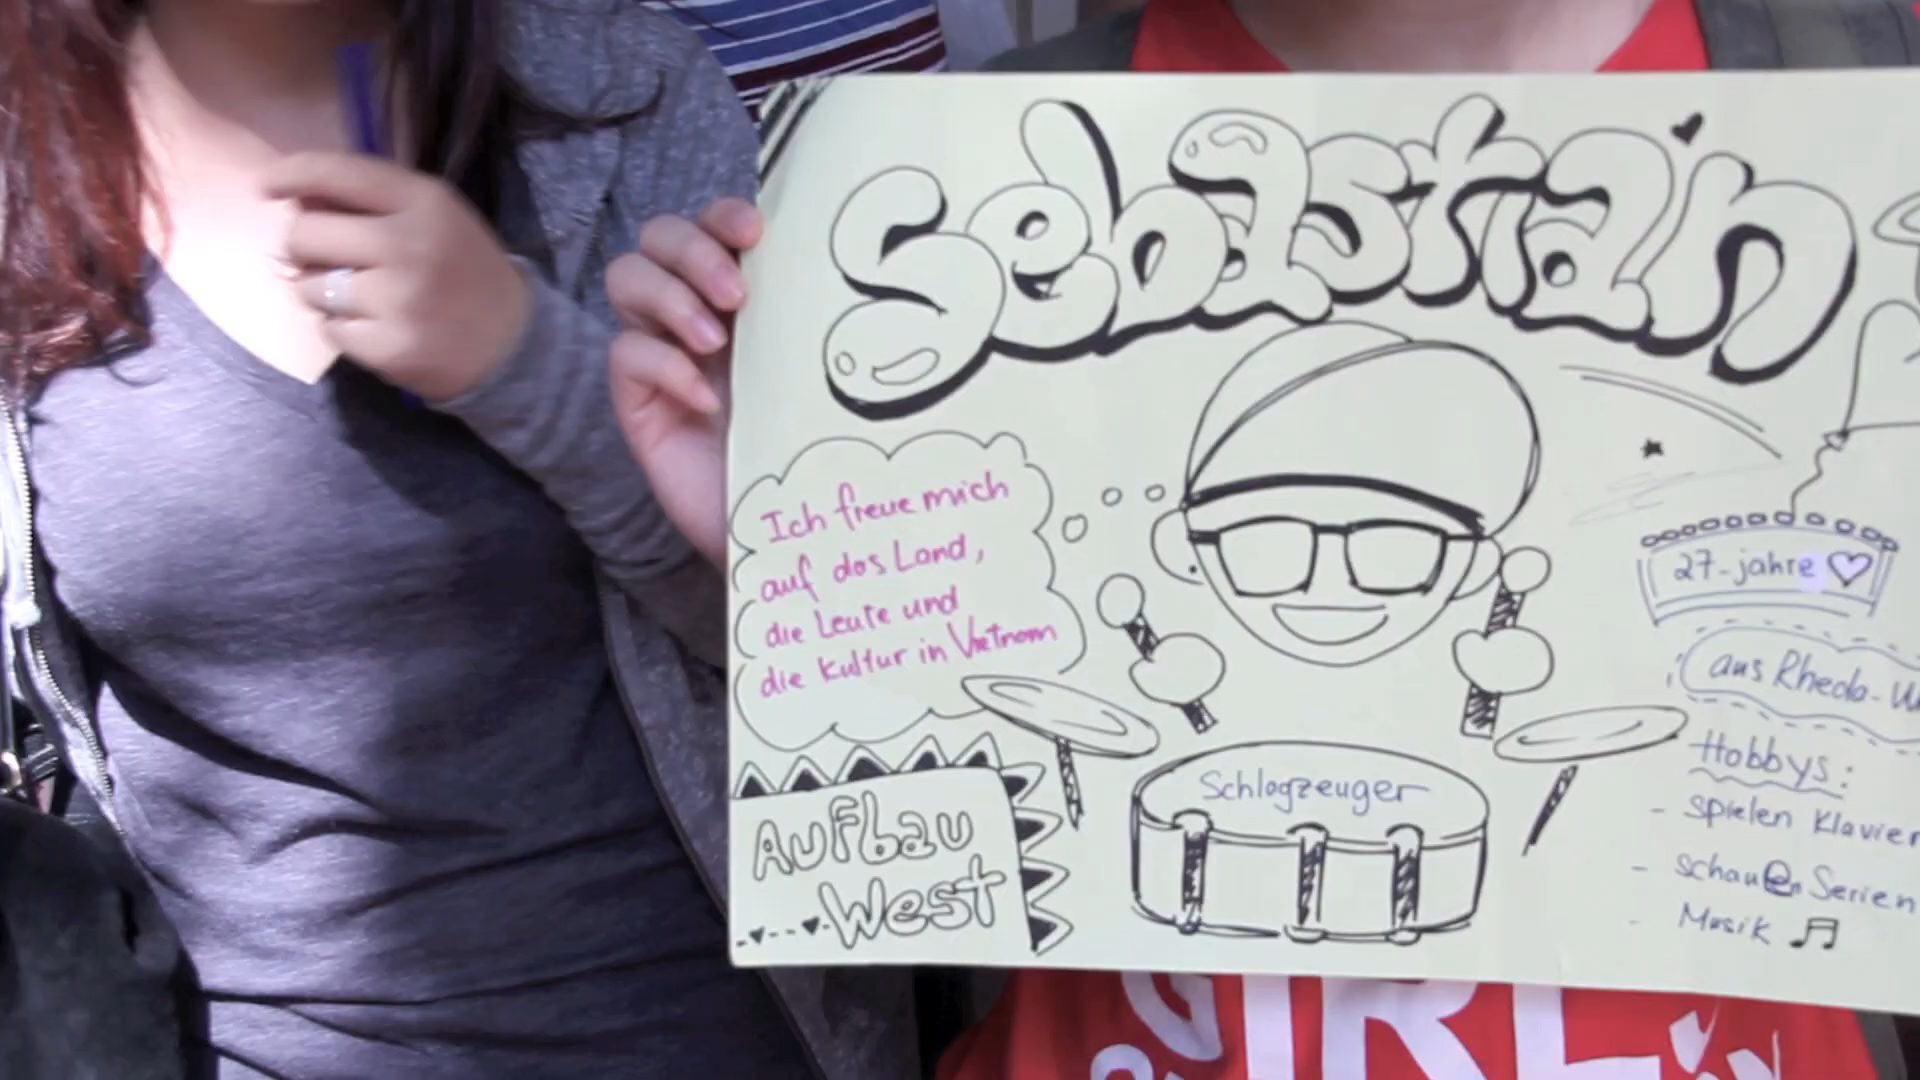 Sebastian
Ich freue mich
auf das Land,
die Leute und
die Kultur in Vietnam
27-jahre
aus Rheda-
Hobbys:
- Spielen Klavier
- Schauen Serien
- Musik
Schlagzeuger
Aufbau
West